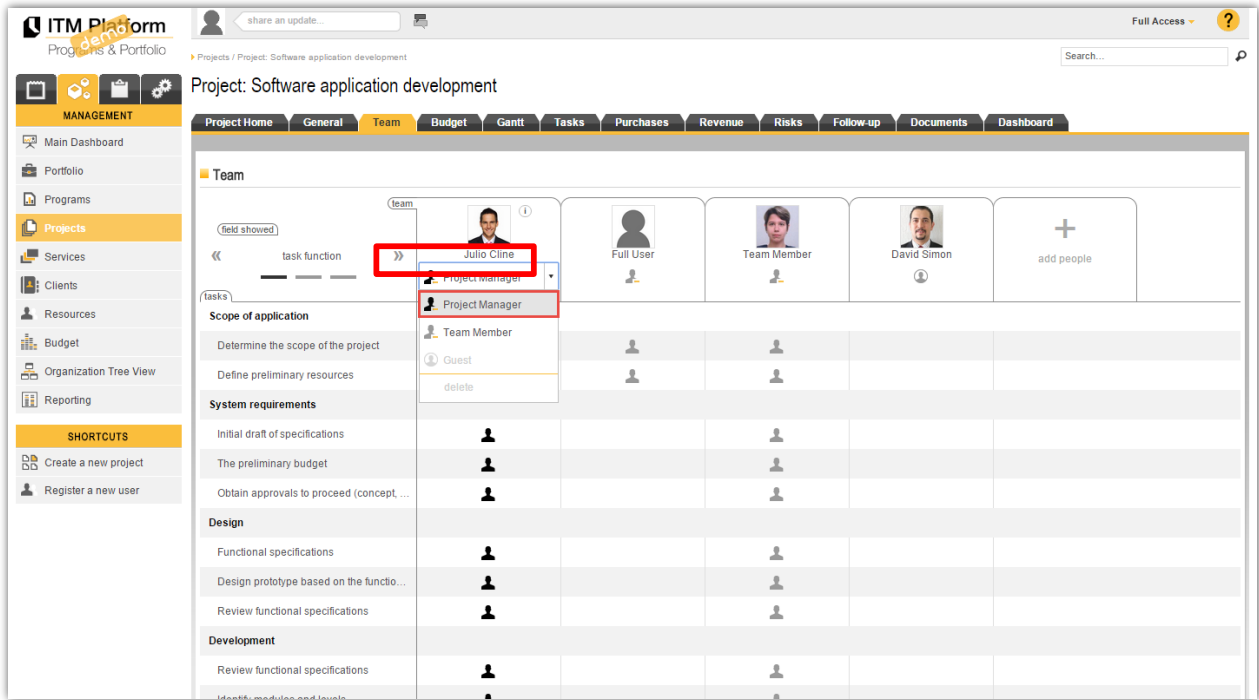 ITM Platform
demo
Programs & Portfolio
share an update...
Full Access
?
Projects / Project: Software application development
Search...
Project: Software application development
MANAGEMENT
Main Dashboard
Portfolio
Programs
Projects
Services
Clients
Resources
Budget
Organization Tree View
Reporting
SHORTCUTS
Create a new project
Register a new user
Project Home General Team Budget Gantt Tasks Purchases Revenue Risks Follow-up Documents Dashboard
Team
team
field showed
« task function »
tasks
i
Julio Cline
Full User
Team Member
David Simon
+
add people
Project Manager
Project Manager
Team Member
Guest
delete
Scope of application
Determine the scope of the project
Define preliminary resources
System requirements
Initial draft of specifications
The preliminary budget
Obtain approvals to proceed (concept, ...
Design
Functional specifications
Design prototype based on the functio...
Review functional specifications
Development
Review functional specifications
Identify modules and levels